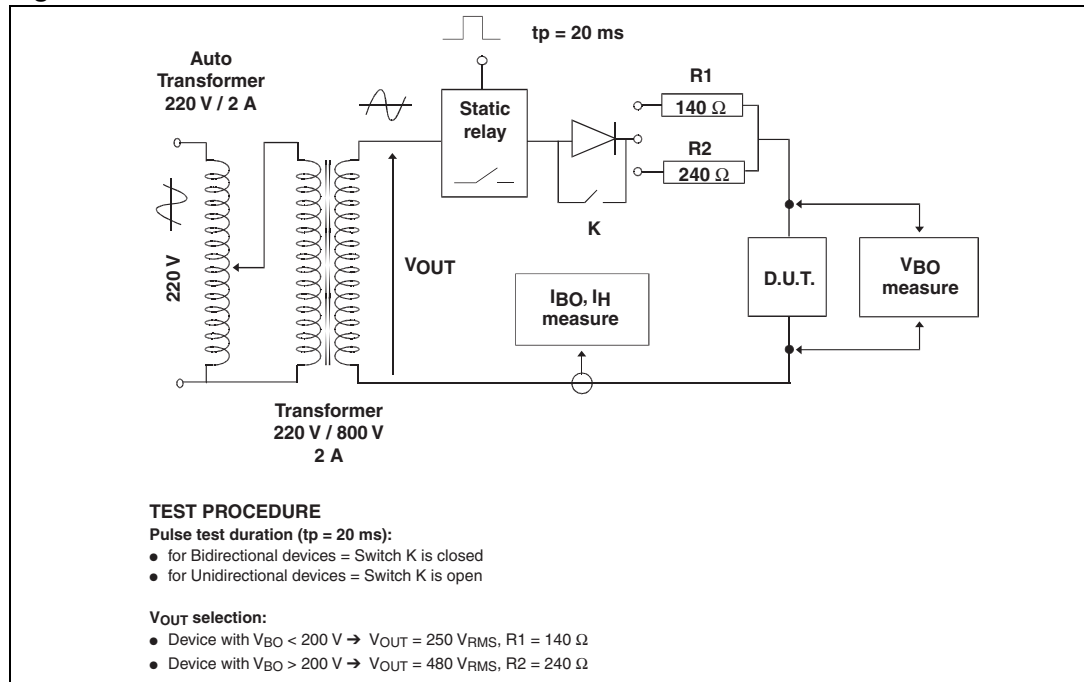 tp = 20 ms
Auto
Transformer
220 V / 2 A
220 V
Transformer
220 V / 800 V
2 A
VOUT
Static
relay
K
R1
140 Ω
R2
240 Ω
IBO, IH
measure
D.U.T.
VBO
measure
TEST PROCEDURE
Pulse test duration (tp = 20 ms):
● for Bidirectional devices = Switch K is closed
● for Unidirectional devices = Switch K is open
VOUT selection:
● Device with VBO < 200 V ➔ VOUT = 250 VRMS, R1 = 140 Ω
● Device with VBO > 200 V ➔ VOUT = 480 VRMS, R2 = 240 Ω